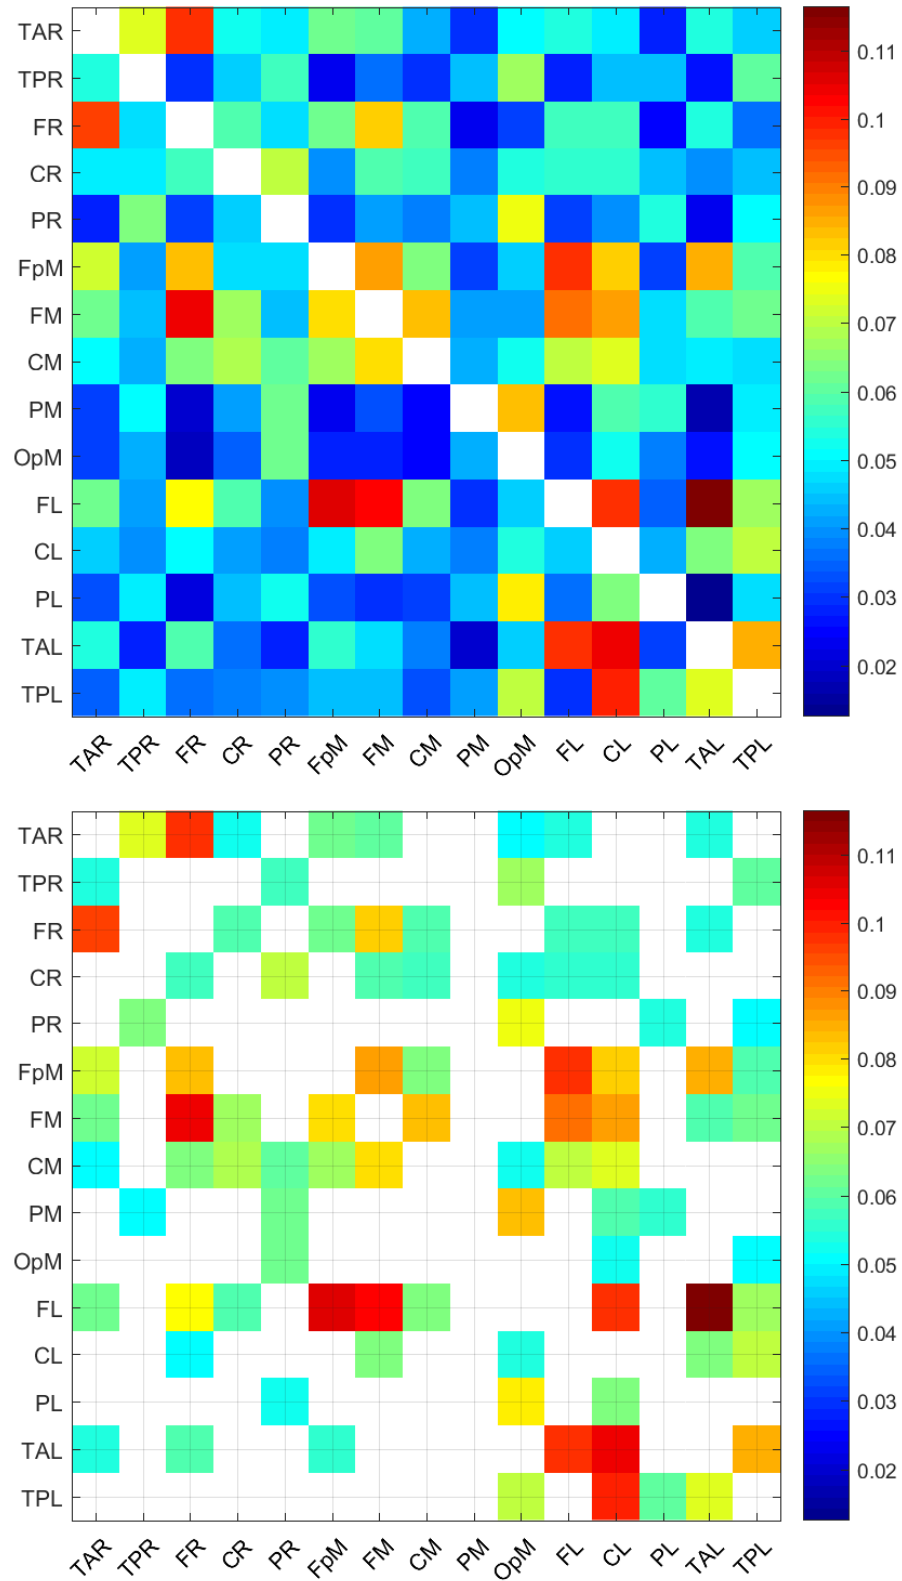 TAR
TPR
FR
CR
PR
FpM
FM
CM
PM
OpM
FL
CL
PL
TAL
TPL
TAR TPR FR CR PR FpM FM CM PM OpM FL CL PL TAL TPL
0.11
0.1
0.09
0.08
0.07
0.06
0.05
0.04
0.03
0.02
TAR
TPR
FR
CR
PR
FpM
FM
CM
PM
OpM
FL
CL
PL
TAL
TPL
TAR TPR FR CR PR FpM FM CM PM OpM FL CL PL TAL TPL
0.11
0.1
0.09
0.08
0.07
0.06
0.05
0.04
0.03
0.02